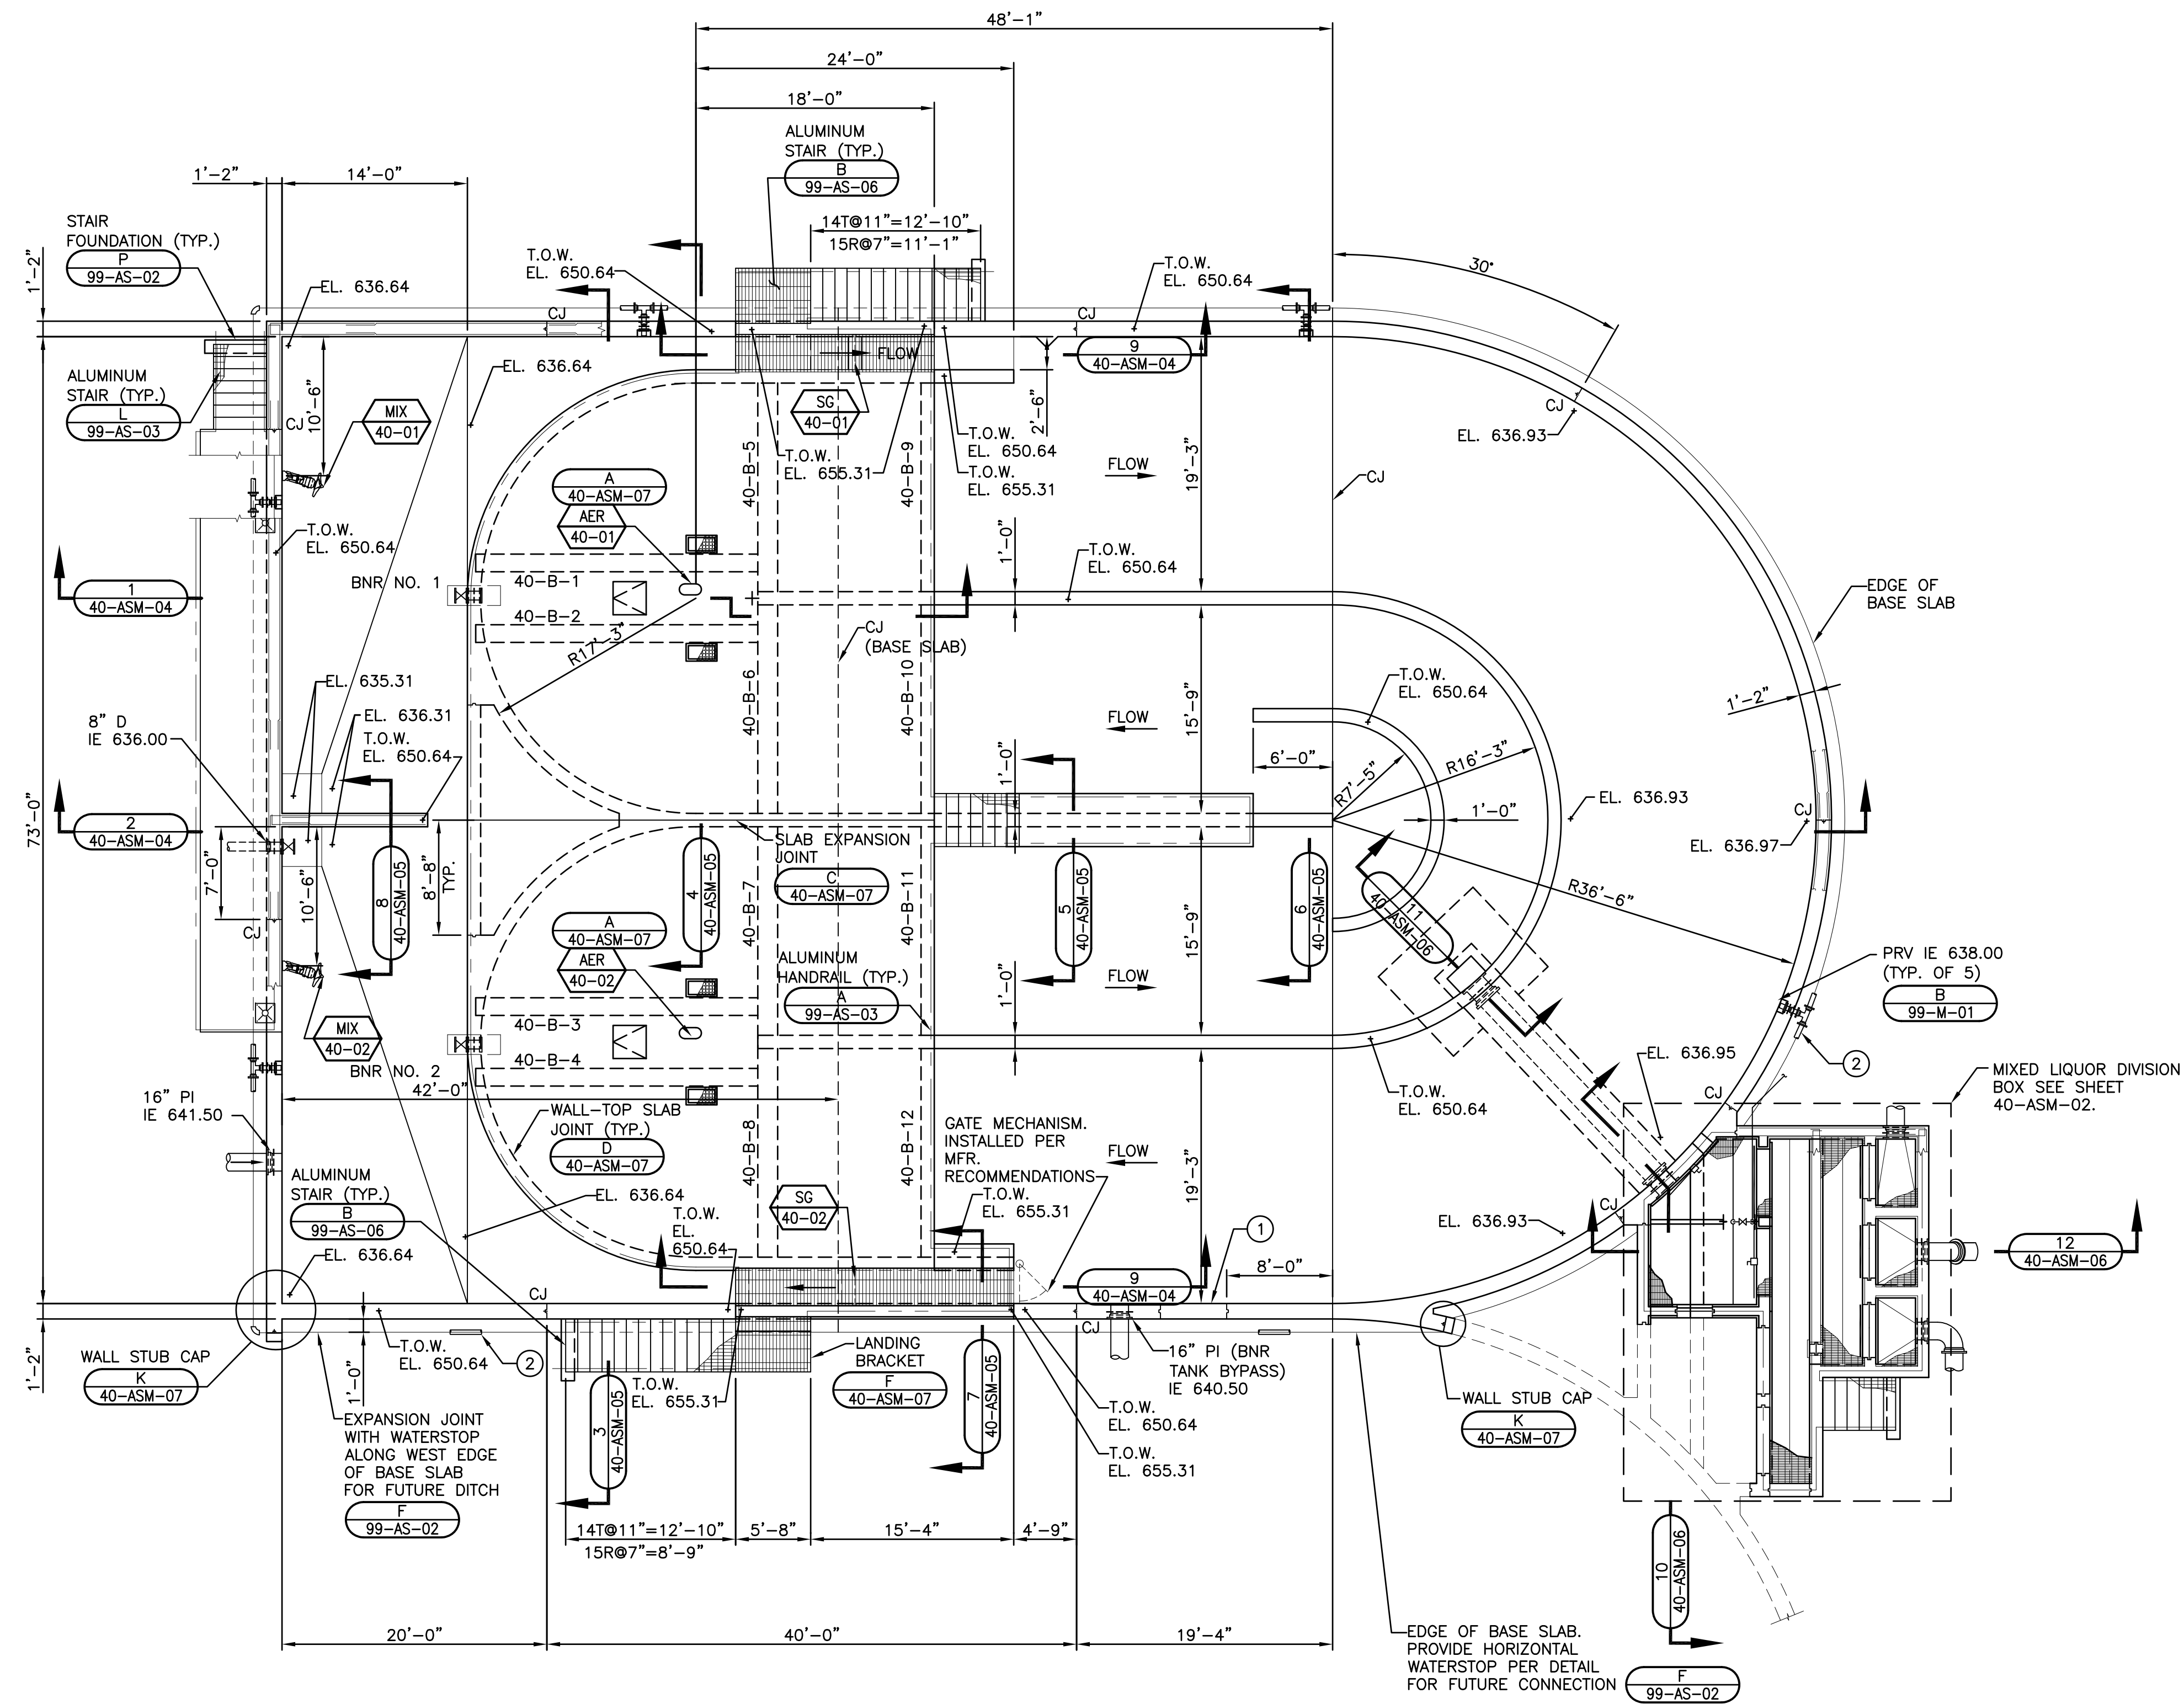 48'-1"
24'-0"
18'-0"
ALUMINUM
STAIR (TYP.)
B
99-AS-06
1'-2"
14'-0"
14T@11"=12'-10"
15R@7"=11'-1"
STAIR
FOUNDATION (TYP.)
P
99-AS-02
T.O.W.
EL. 650.64
T.O.W.
EL. 650.64
30°
1'-2"
EL. 636.64
CJ
CJ
FLOW
9
40-ASM-04
EL. 636.64
ALUMINUM
STAIR (TYP.)
L
99-AS-03
CJ
10'-6"
MIX
40-01
SG
40-01
2'-6"
CJ
EL. 636.93
T.O.W.
EL. 650.64
T.O.W.
EL. 655.31
T.O.W.
EL. 655.31
40-B-5
40-B-9
FLOW
19'-3"
CJ
A
40-ASM-07
AER
40-01
T.O.W.
EL. 650.64
1'-0"
T.O.W.
EL. 650.64
1
40-ASM-04
BNR NO. 1
40-B-1
40-B-2
R17'-3"
CJ
(BASE SLAB)
EDGE OF
BASE SLAB
EL. 635.31
40-B-6
40-B-10
T.O.W.
EL. 650.64
1'-2"
8" D
IE 636.00
EL. 636.31
T.O.W.
EL. 650.64
FLOW
15'-9"
6'-0"
R7'-5"
R16'-3"
1'-0"
1'-0"
EL. 636.93
CJ
EL. 636.97
73'-0"
2
40-ASM-04
7'-0"
10'-6"
CJ
8
40-ASM-05
8'-8"
TYP.
4
40-ASM-05
SLAB EXPANSION
JOINT
C
40-ASM-07
5
40-ASM-05
6
40-ASM-05
11
40-ASM-06
R36'-6"
A
40-ASM-07
AER
40-02
40-B-7
40-B-11
15'-9"
ALUMINUM
HANDRAIL (TYP.)
A
99-AS-03
FLOW
1'-0"
PRV IE 638.00
(TYP. OF 5)
B
99-M-01
MIX
40-02
BNR NO. 2
40-B-3
40-B-4
42'-0"
2
EL. 636.95
MIXED LIQUOR DIVISION
BOX SEE SHEET
40-ASM-02.
16" PI
IE 641.50
WALL-TOP SLAB
JOINT (TYP.)
D
40-ASM-07
40-B-8
40-B-12
GATE MECHANISM.
INSTALLED PER
MFR.
RECOMMENDATIONS
FLOW
T.O.W.
EL. 650.64
CJ
ALUMINUM
STAIR (TYP.)
B
99-AS-06
EL. 636.64
T.O.W.
EL.
650.64
SG
40-02
T.O.W.
EL. 655.31
19'-3"
1
CJ
EL. 636.93
EL. 636.64
CJ
9
40-ASM-04
8'-0"
12
40-ASM-06
1'-2"
WALL STUB CAP
K
40-ASM-07
T.O.W.
EL. 650.64
2
1'-0"
LANDING
BRACKET
F
40-ASM-07
CJ
16" PI (BNR
TANK BYPASS)
IE 640.50
3
40-ASM-05
T.O.W.
EL. 655.31
7
40-ASM-05
T.O.W.
EL. 650.64
T.O.W.
EL. 655.31
WALL STUB CAP
K
40-ASM-07
EXPANSION JOINT
WITH WATERSTOP
ALONG WEST EDGE
OF BASE SLAB
FOR FUTURE DITCH
F
99-AS-02
14T@11"=12'-10"
15R@7"=8'-9"
5'-8"
15'-4"
4'-9"
10
40-ASM-06
20'-0"
40'-0"
19'-4"
EDGE OF BASE SLAB.
PROVIDE HORIZONTAL
WATERSTOP PER DETAIL
FOR FUTURE CONNECTION
F
99-AS-02